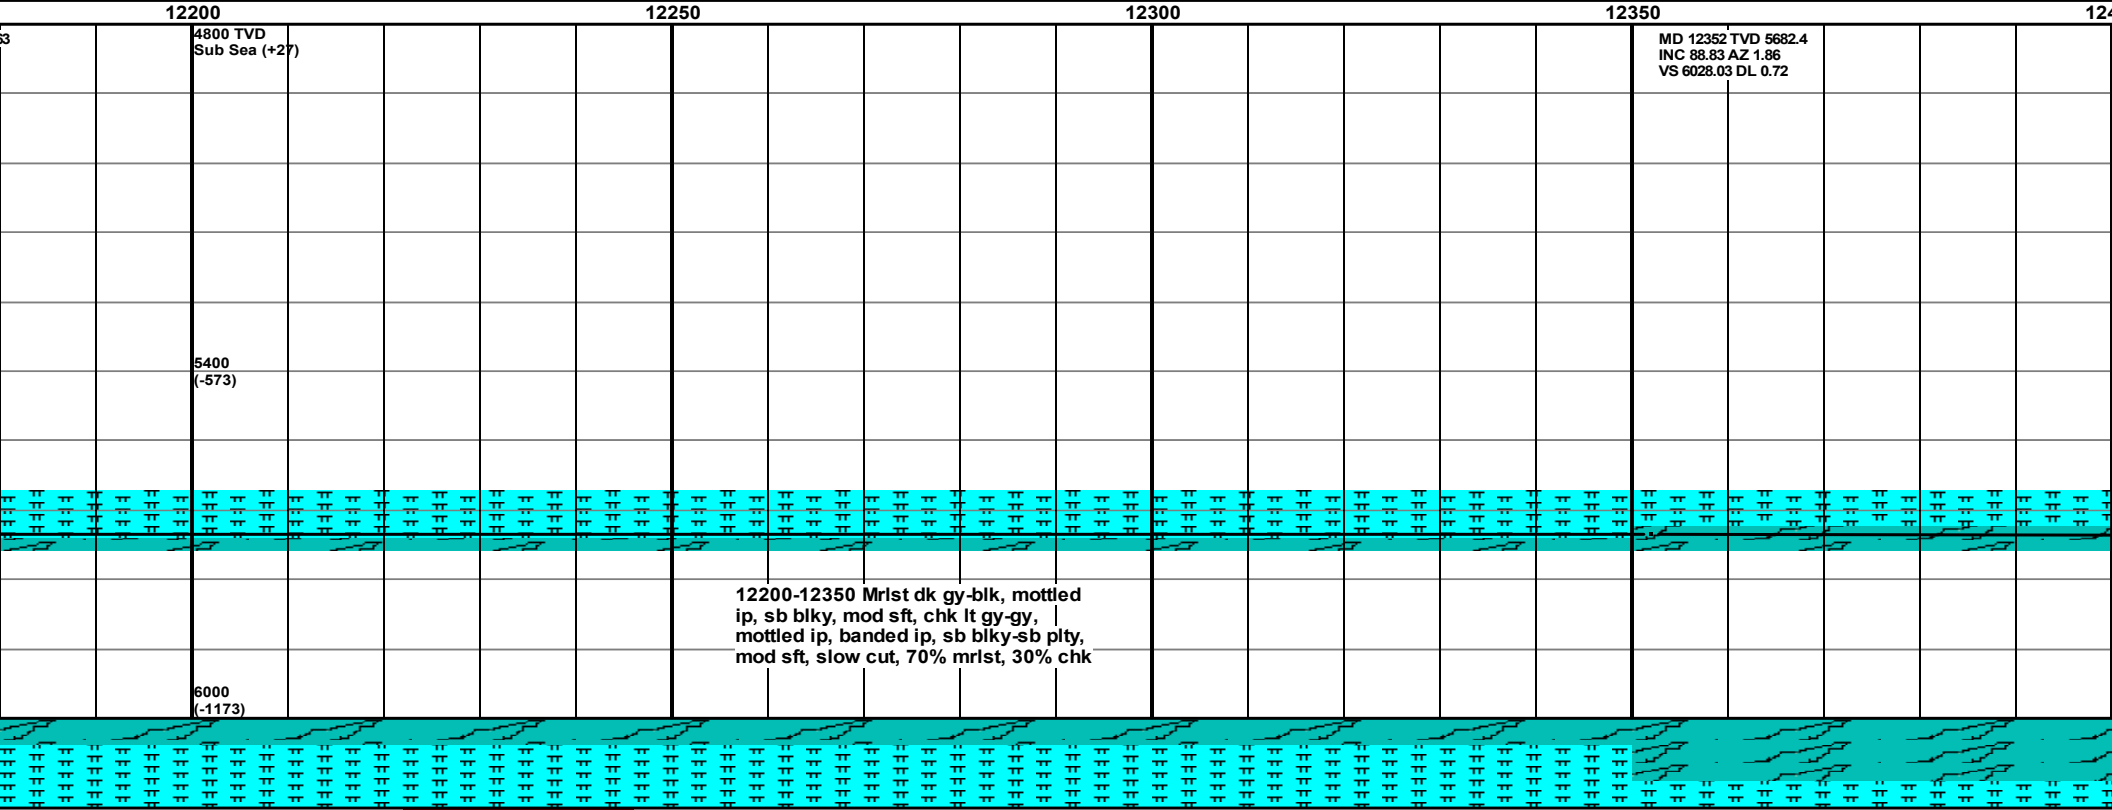 12200 12250 12300 12350
4800 TVD
Sub Sea (+27)
MD 12352 TVD 5682.4
INC 88.83 AZ 1.86
VS 6028.03 DL 0.72
5400
(-573)
12200-12350 Mrlst dk gy-blk, mottled
ip, sb blky, mod sft, chk lt gy-gy,
mottled ip, banded ip, sb blky-sb plty,
mod sft, slow cut, 70% mrlst, 30% chk
6000
(-1173)